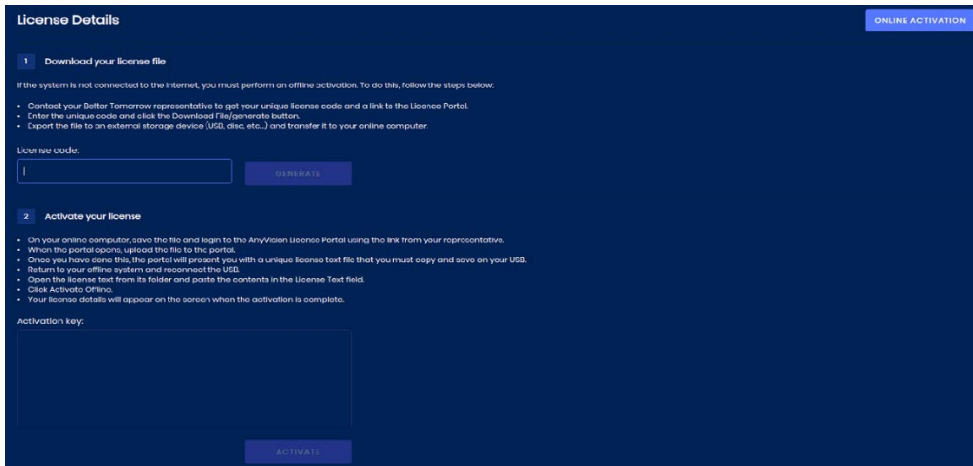 License Details
ONLINE ACTIVATION
1 Download your license file
If the system is not connected to the Internet, you must perform an offline activation. To do this, follow the steps below:
• Contact your Better Tomorrow representative to get your unique license code and a link to the Licence Portal.
• Enter the unique code and click the Download File/generate button.
• Export the file to an external storage device (USB, disc, etc...) and transfer it to your online computer.
License code:
GENERATE
2 Activate your license
• On your online computer, save the file and login to the AnyVision License Portal using the link from your representative.
• When the portal opens, upload the file to the portal.
• Once you have done this, the portal will present you with a unique license text file that you must copy and save on your USB.
• Return to your offline system and reconnect the USB.
• Open the license text from its folder and paste the contents in the License Text field.
• Click Activate Offline.
• Your license details will appear on the screen when the activation is complete.
Activation key:
ACTIVATE